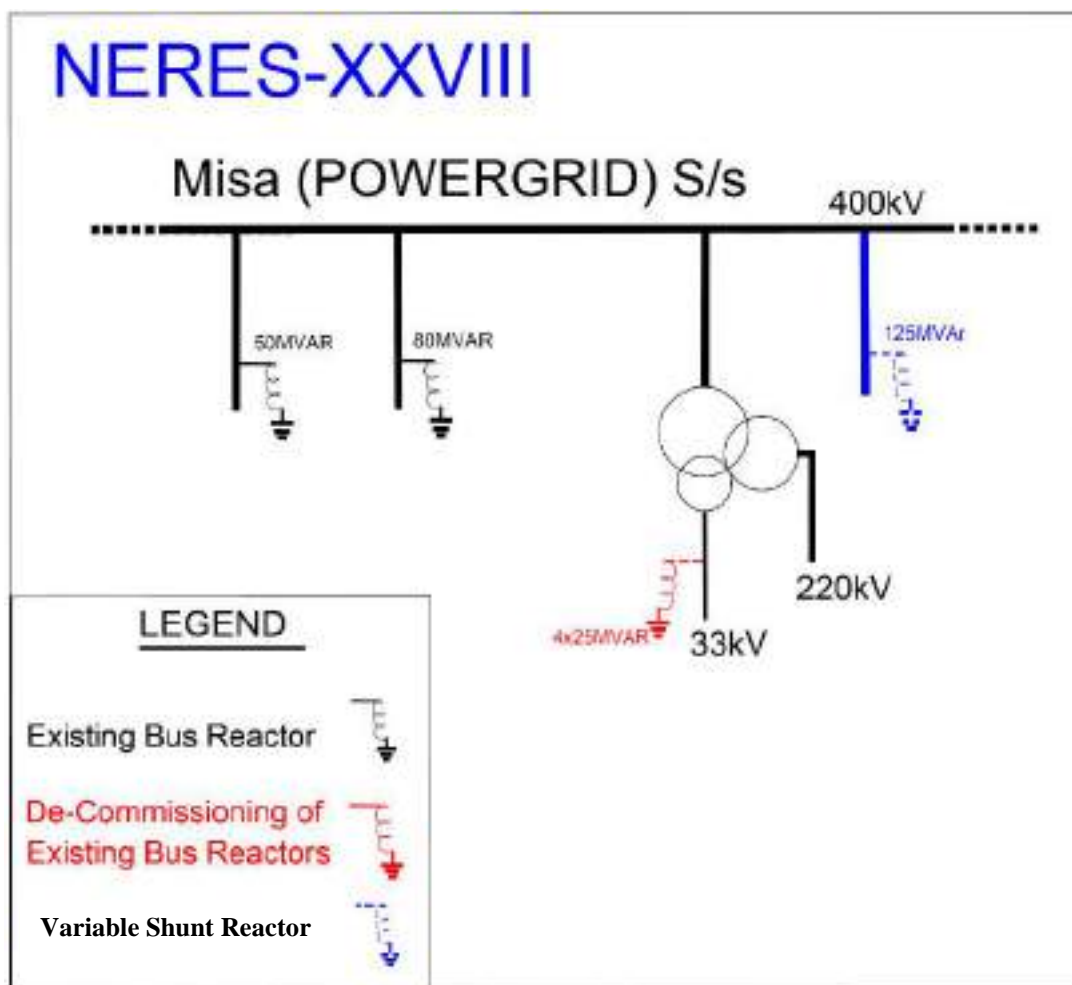 NERES-XXVIII
Misa (POWERGRID) S/s
400kV
50MVAR
80MVAR
125MVAr
220kV
4x25MVAR
33kV
LEGEND
Existing Bus Reactor
De-Commissioning of
Existing Bus Reactors
Variable Shunt Reactor